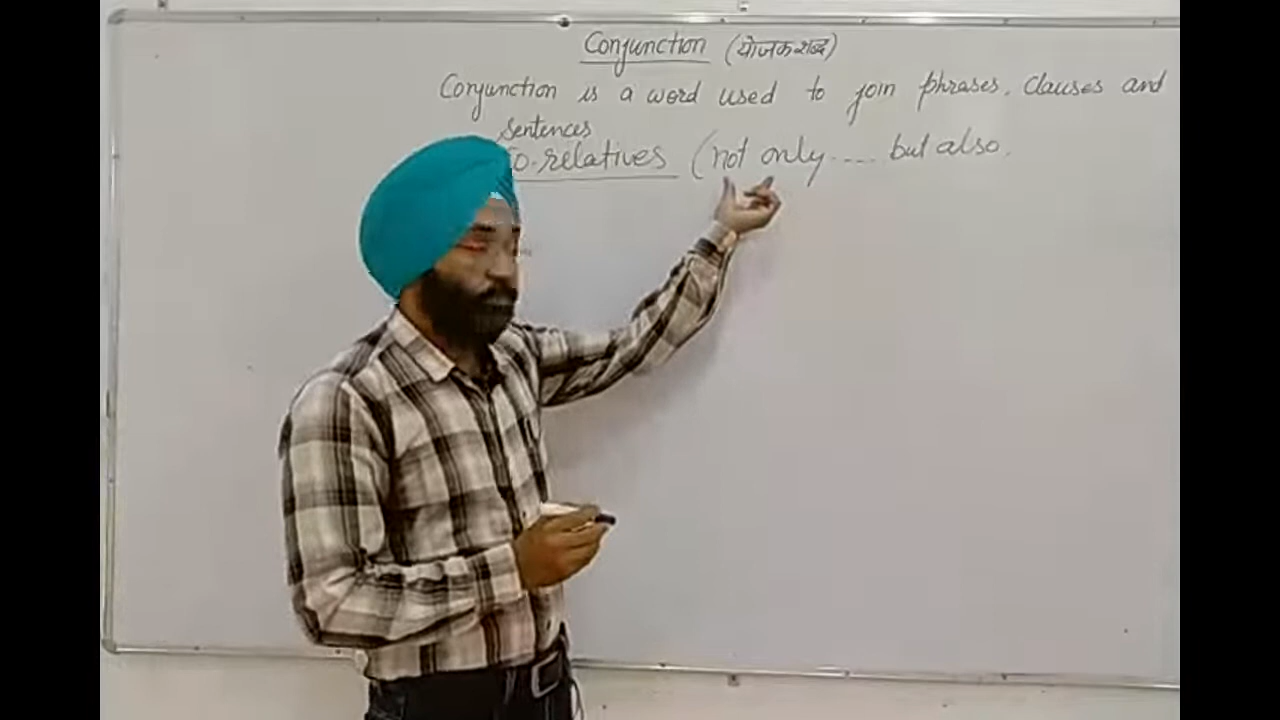 Conjunction (योजक शब्द)
Conjunction is a word used to join phrases, Clauses and
Sentences
Co-relatives (not only .... but also.